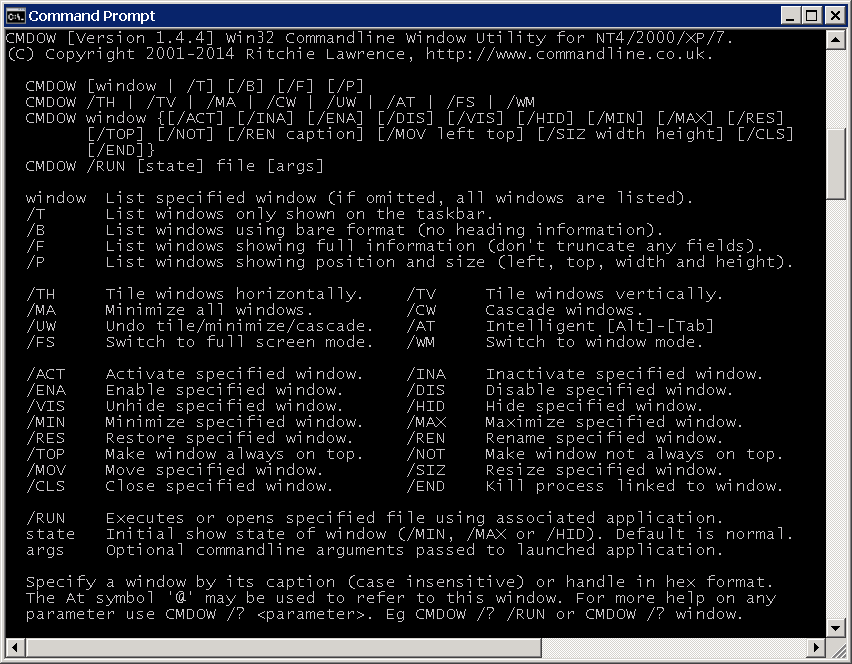 Command Prompt
CMDOW [Version 1.4.4] Win32 Commandline Window Utility for NT4/2000/XP/7.
(C) Copyright 2001-2014 Ritchie Lawrence, http://www.commandline.co.uk.
CMDOW [window | /T] [/B] [/F] [/P]
CMDOW /TH | /TV | /MA | /CW | /UW | /AT | /FS | /WM
CMDOW window {[/ACT] [/INA] [/ENA] [/DIS] [/VIS] [/HID] [/MIN] [/MAX] [/RES]
[/TOP] [/NOT] [/REN caption] [/MOV left top] [/SIZ width height] [/CLS]
[/END]}
CMDOW /RUN [state] file [args]
window List specified window (if omitted, all windows are listed).
/T List windows only shown on the taskbar.
/B List windows using bare format (no heading information).
/F List windows showing full information (don't truncate any fields).
/P List windows showing position and size (left, top, width and height).
/TH Tile windows horizontally. /TV Tile windows vertically.
/MA Minimize all windows. /CW Cascade windows.
/UW Undo tile/minimize/cascade. /AT Intelligent [Alt]-[Tab]
/FS Switch to full screen mode. /WM Switch to window mode.
/ACT Activate specified window. /INA Inactivate specified window.
/ENA Enable specified window. /DIS Disable specified window.
/VIS Unhide specified window. /HID Hide specified window.
/MIN Minimize specified window. /MAX Maximize specified window.
/RES Restore specified window. /REN Rename specified window.
/TOP Make window always on top. /NOT Make window not always on top.
/MOV Move specified window. /SIZ Resize specified window.
/CLS Close specified window. /END Kill process linked to window.
/RUN Executes or opens specified file using associated application.
state Initial show state of window (/MIN, /MAX or /HID). Default is normal.
args Optional commandline arguments passed to launched application.
Specify a window by its caption (case insensitive) or handle in hex format.
The At symbol '@' may be used to refer to this window. For more help on any
parameter use CMDOW /? <parameter>. Eg CMDOW /? /RUN or CMDOW /? window.